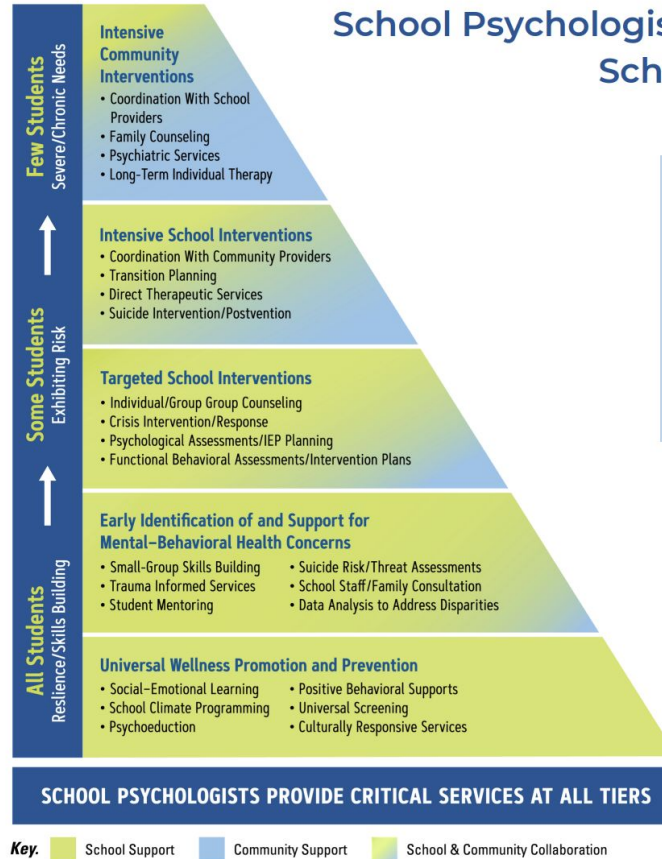 School Psychologis
Sch
Few Students
Severe/Chronic Needs
Some Students
Exhibiting Risk
All Students
Reslience/Skills Building
Intensive
Community
Interventions
• Coordination With School
Providers
• Family Counseling
• Psychiatric Services
• Long-Term Individual Therapy
Intensive School Interventions
• Coordination With Community Providers
• Transition Planning
• Direct Therapeutic Services
• Suicide Intervention/Postvention
Targeted School Interventions
• Individual/Group Group Counseling
• Crisis Intervention/Response
• Psychological Assessments/IEP Planning
• Functional Behavioral Assessments/Intervention Plans
Early Identification of and Support for
Mental–Behavioral Health Concerns
• Small-Group Skills Building
• Trauma Informed Services
• Student Mentoring
• Suicide Risk/Threat Assessments
• School Staff/Family Consultation
• Data Analysis to Address Disparities
Universal Wellness Promotion and Prevention
• Social–Emotional Learning
• School Climate Programming
• Psychoeduction
• Positive Behavioral Supports
• Universal Screening
• Culturally Responsive Services
SCHOOL PSYCHOLOGISTS PROVIDE CRITICAL SERVICES AT ALL TIERS
Key. School Support Community Support School & Community Collaboration